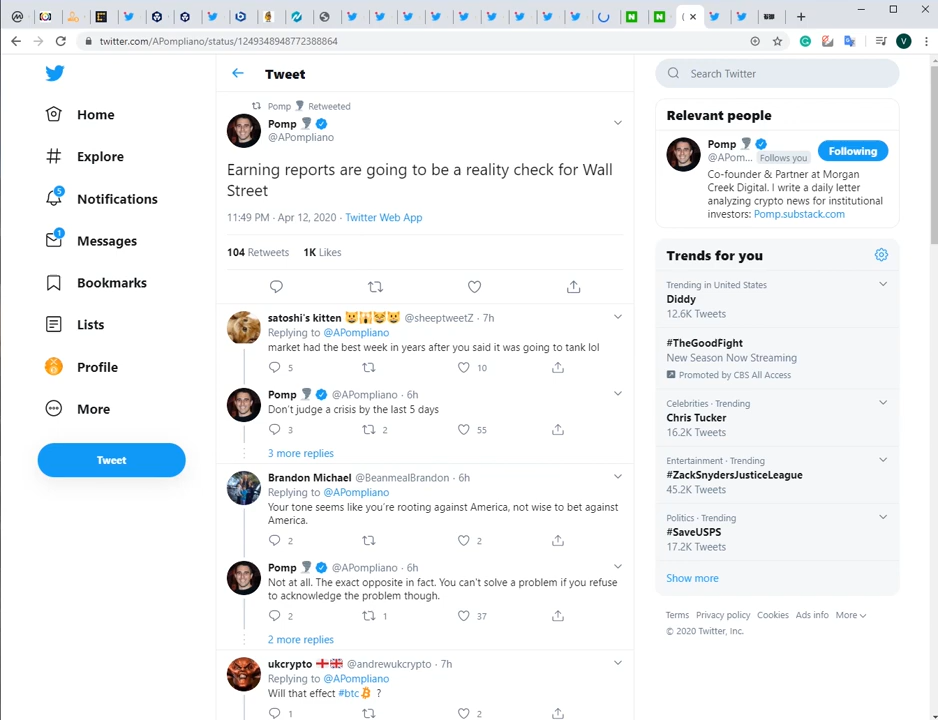 twitter.com/APompliano/status/1249348948772388864
V
Home
Explore
5
Notifications
1
Messages
Bookmarks
Lists
Profile
More
Tweet
Tweet
Pomp Retweeted
Pomp
@APompliano
Earning reports are going to be a reality check for Wall
Street
11:49 PM · Apr 12, 2020 · Twitter Web App
104 Retweets 1K Likes
satoshi's kitten @sheeptweetZ · 7h
Replying to @APompliano
market had the best week in years after you said it was going to tank lol
5 10
Pomp @APompliano · 6h
Don't judge a crisis by the last 5 days
3 2 55
3 more replies
Brandon Michael @BeanmealBrandon · 6h
Replying to @APompliano
Your tone seems like you're rooting against America, not wise to bet against
America.
2 2
Pomp @APompliano · 6h
Not at all. The exact opposite in fact. You can't solve a problem if you refuse
to acknowledge the problem though.
2 1 37
2 more replies
ukcrypto @andrewukcrypto · 7h
Replying to @APompliano
Will that effect #btc ?
1 2
Search Twitter
Relevant people
Pomp
@APom... Follows you
Following
Co-founder & Partner at Morgan
Creek Digital. I write a daily letter
analyzing crypto news for institutional
investors: Pomp.substack.com
Trends for you
Trending in United States
Diddy
12.6K Tweets
#TheGoodFight
New Season Now Streaming
Promoted by CBS All Access
Celebrities · Trending
Chris Tucker
16.2K Tweets
Entertainment · Trending
#ZackSnydersJusticeLeague
45.2K Tweets
Politics · Trending
#SaveUSPS
17.2K Tweets
Show more
Terms Privacy policy Cookies Ads info More
© 2020 Twitter, Inc.